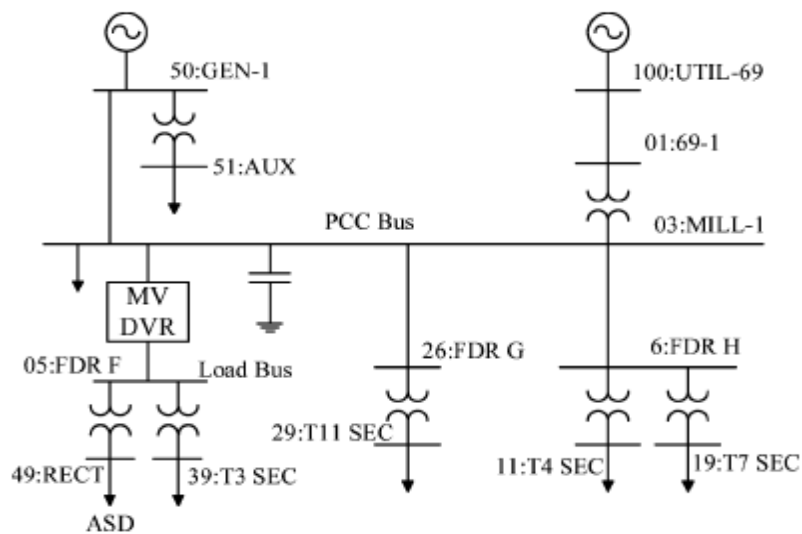 50:GEN-1
100:UTIL-69
51:AUX
01:69-1
PCC Bus
03:MILL-1
MV
DVR
05:FDR F
Load Bus
26:FDR G
6:FDR H
29:T11 SEC
49:RECT
39:T3 SEC
11:T4 SEC
19:T7 SEC
ASD